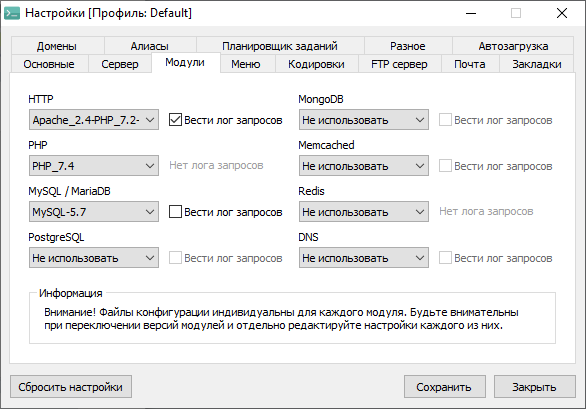 Настройки [Профиль: Default]
Домены Алиасы Планировщик заданий Разное Автозагрузка
Основные Сервер Модули Меню Кодировки FTP сервер Почта Закладки
HTTP MongoDB
Apache_2.4-PHP_7.2- Вести лог запросов Не использовать Вести лог запросов
PHP Memcached
PHP_7.4 Нет лога запросов Не использовать Вести лог запросов
MySQL / MariaDB Redis
MySQL-5.7 Вести лог запросов Не использовать Нет лога запросов
PostgreSQL DNS
Не использовать Вести лог запросов Не использовать Вести лог запросов
Информация
Внимание! Файлы конфигурации индивидуальны для каждого модуля. Будьте внимательны
при переключении версий модулей и отдельно редактируйте настройки каждого из них.
Сбросить настройки Сохранить Закрыть